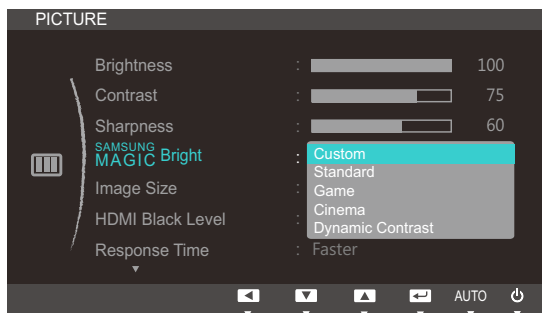 PICTURE
Brightness : 100
Contrast : 75
Sharpness : 60
SAMSUNG
MAGIC Bright : Custom
Standard
Image Size : Game
Cinema
HDMI Black Level : Dynamic Contrast
Response Time : Faster
AUTO